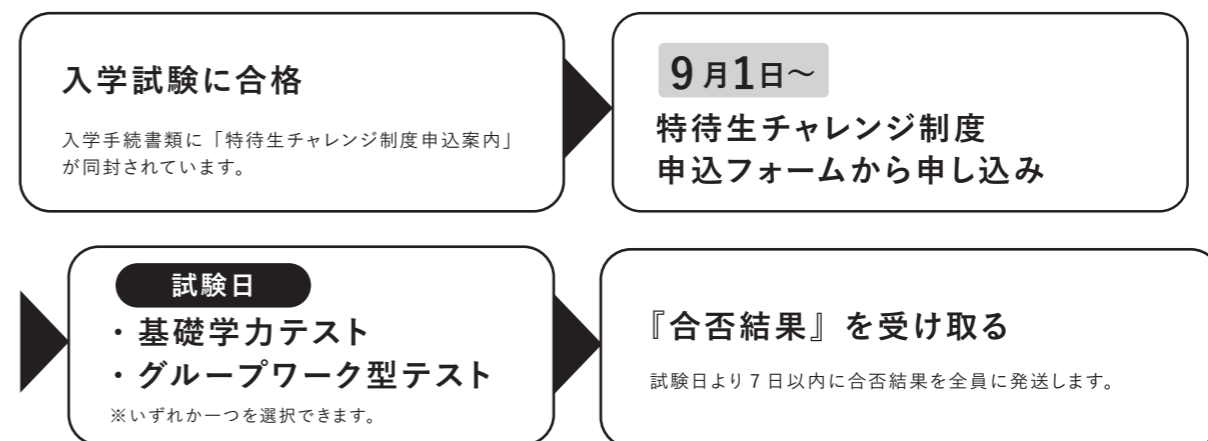 入学試験に合格
入学手続書類に「特待生チャレンジ制度申込案内」
が同封されています。
9月1日〜
特待生チャレンジ制度
申込フォームから申し込み
試験日
・基礎学力テスト
・グループワーク型テスト
※いずれか一つを選択できます。
『合否結果』を受け取る
試験日より7日以内に合否結果を全員に発送します。